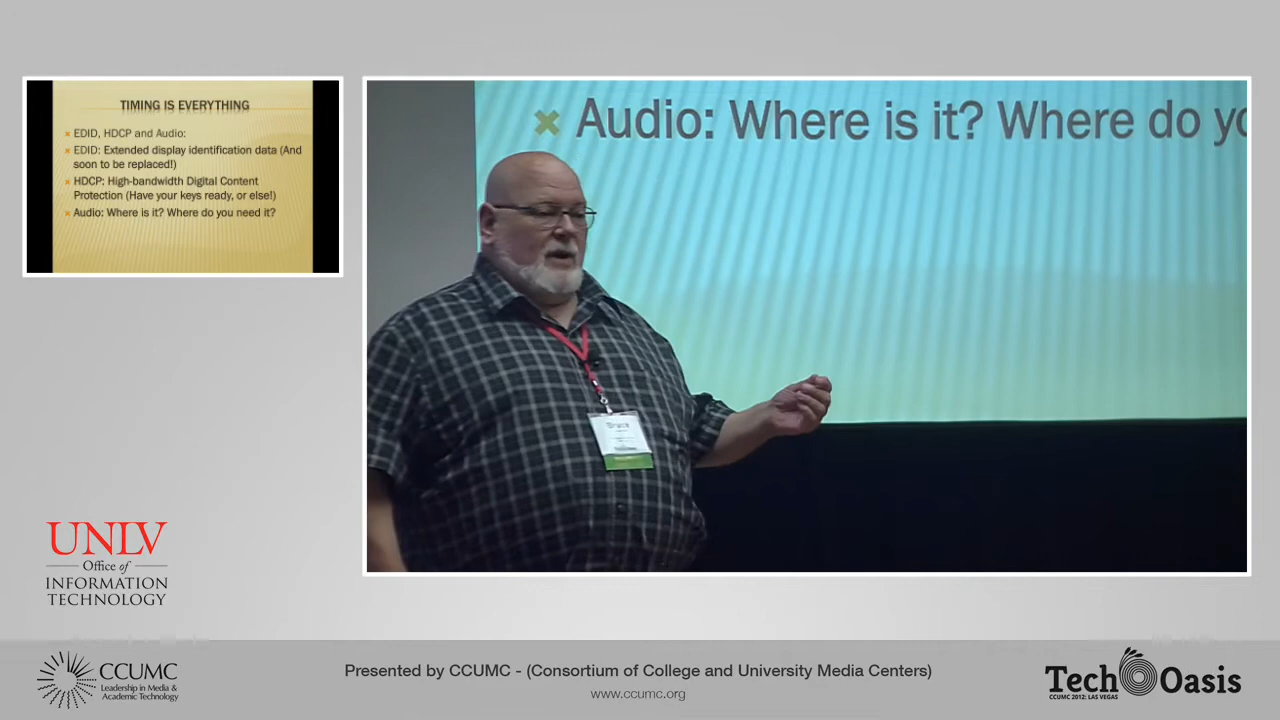 TIMING IS EVERYTHING
EDID, HDCP and Audio:
EDID: Extended display identification data (And
soon to be replaced!)
HDCP: High-bandwidth Digital Content
Protection (Have your keys ready, or else!)
Audio: Where is it? Where do you need it?
Audio: Where is it? Where do yo
Bruce
UNLV
Office of
INFORMATION
TECHNOLOGY
CCUMC
Leadership in Media &
Academic Technology
Presented by CCUMC - (Consortium of College and University Media Centers)
www.ccumc.org
Tech Oasis
CCUMC 2012: LAS VEGAS